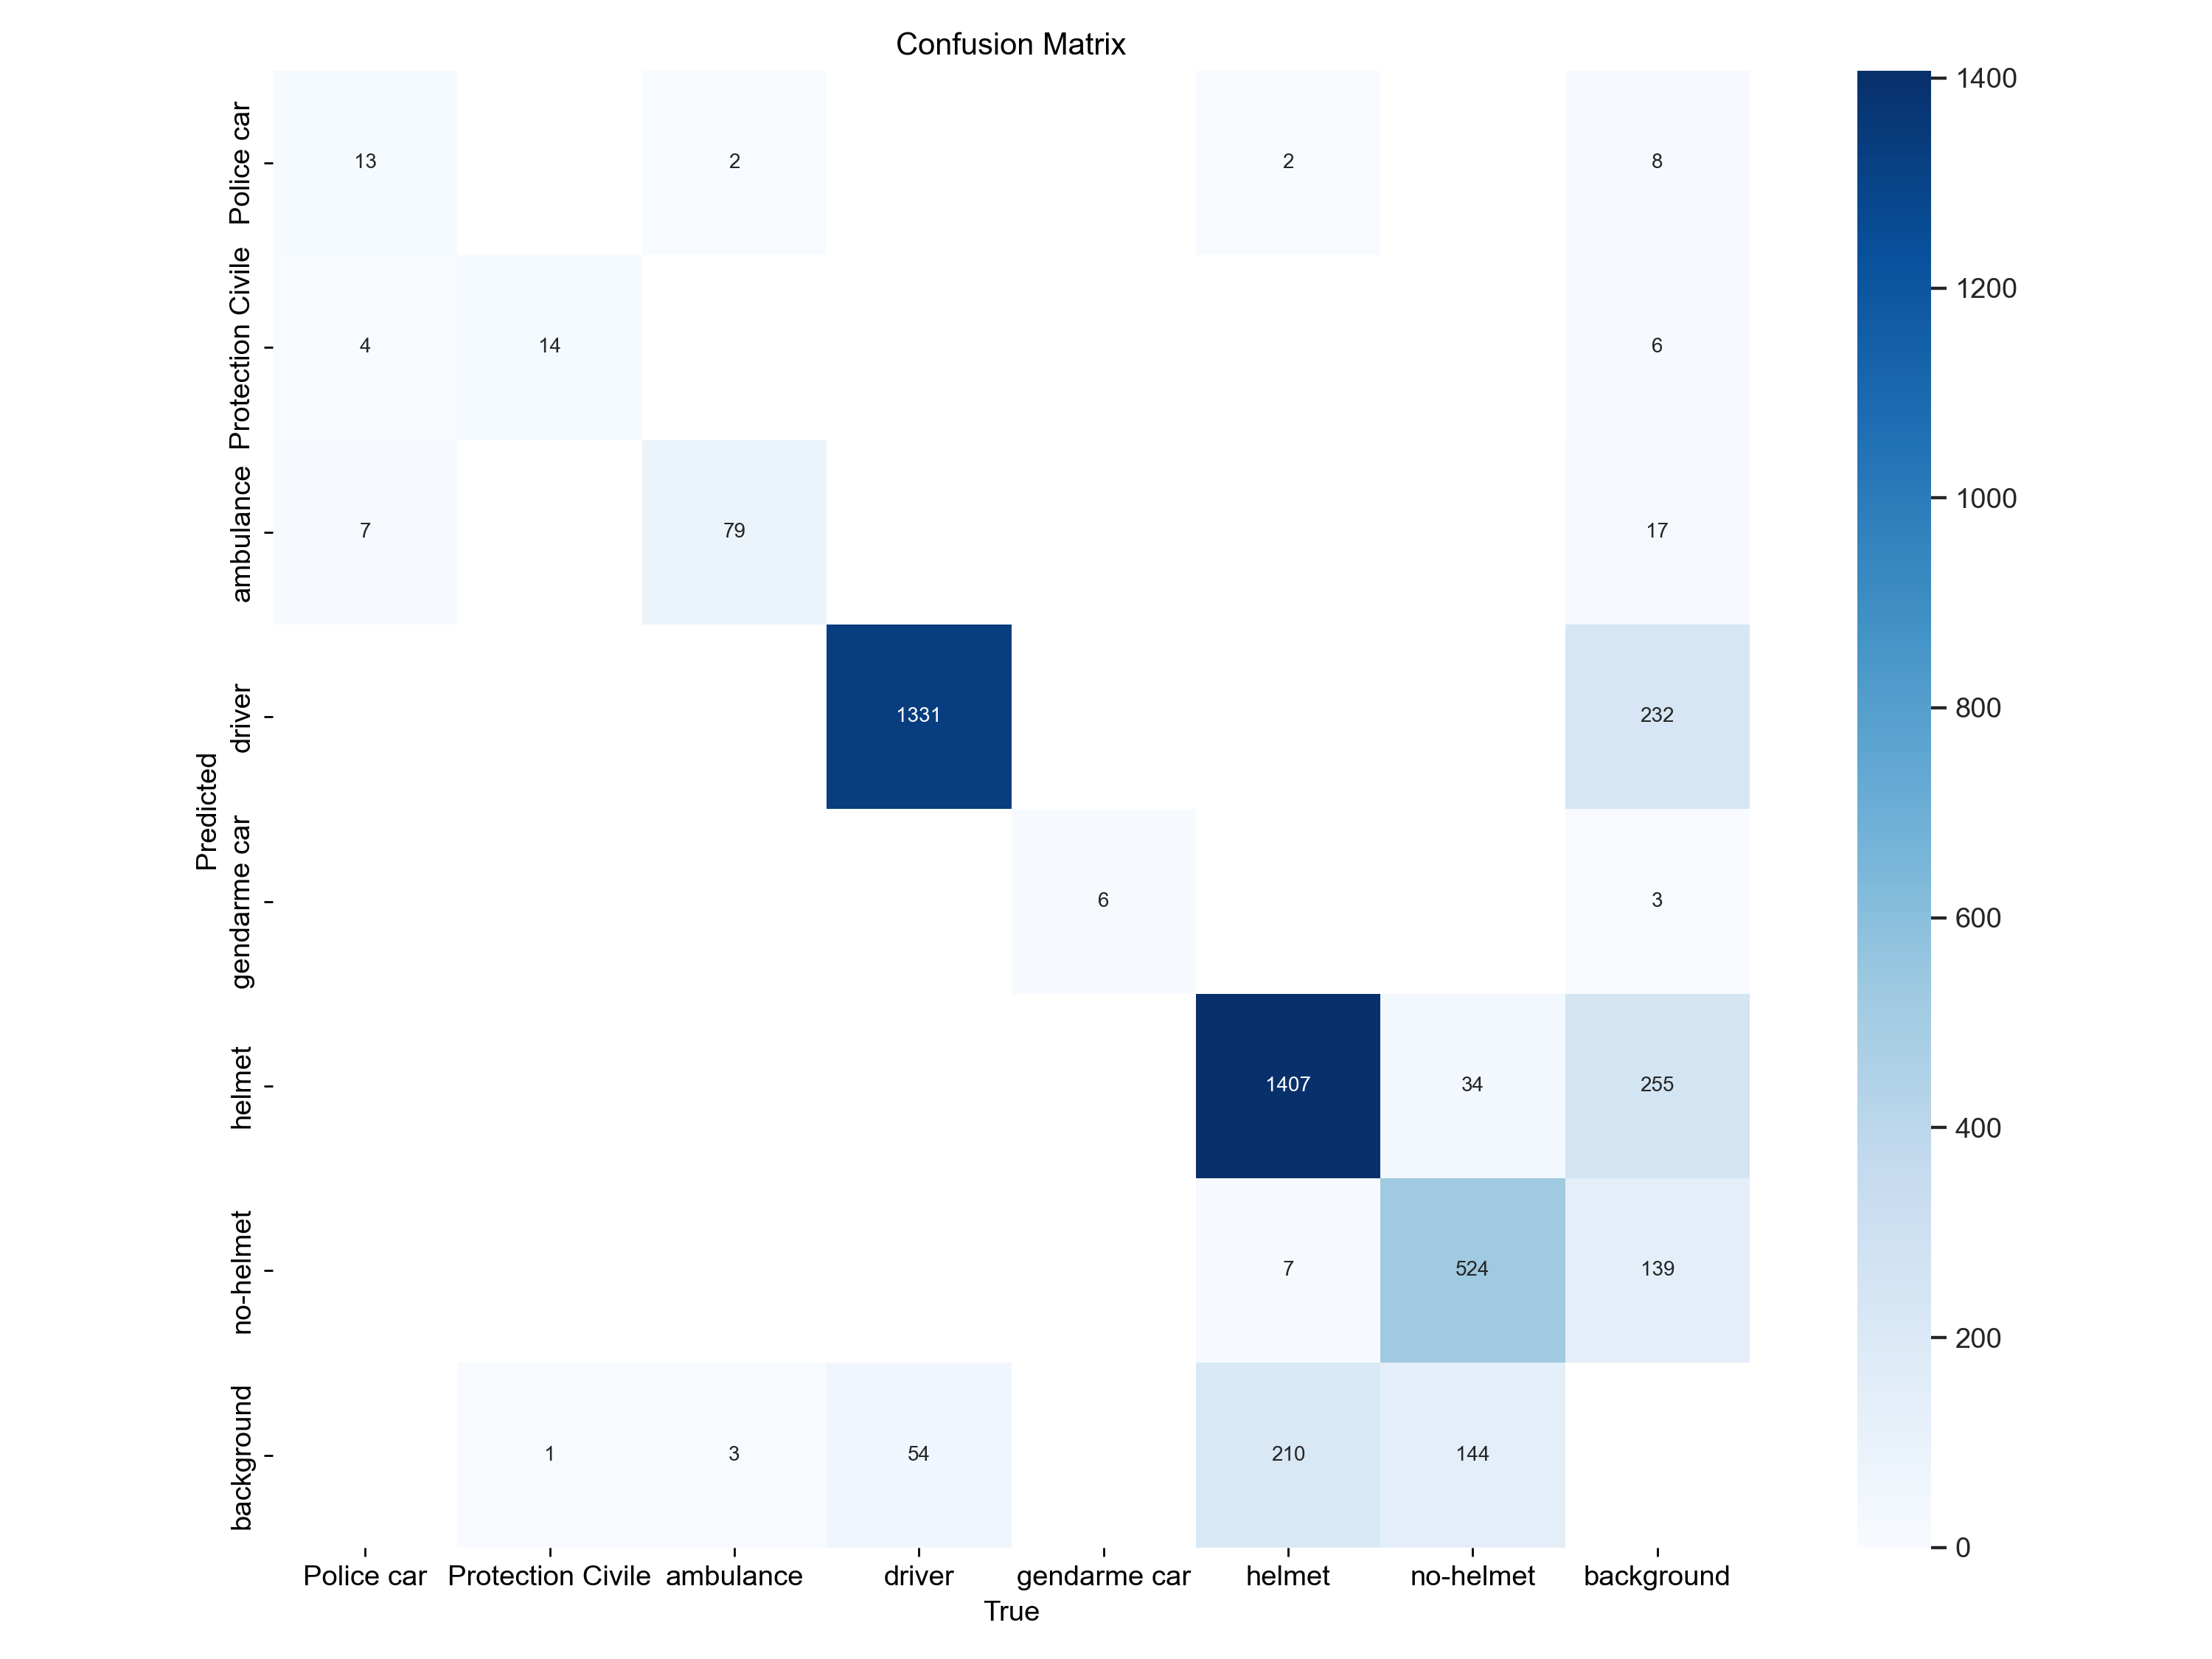 Confusion Matrix
Police car
13
2
2
8
Protection Civile
4
14
6
ambulance
7
79
17
driver
1331
232
gendarme car
6
3
helmet
1407
34
255
no-helmet
7
524
139
background
1
3
54
210
144
Predicted
Police car
Protection Civile
ambulance
driver
gendarme car
helmet
no-helmet
background
True
1400
1200
1000
800
600
400
200
0